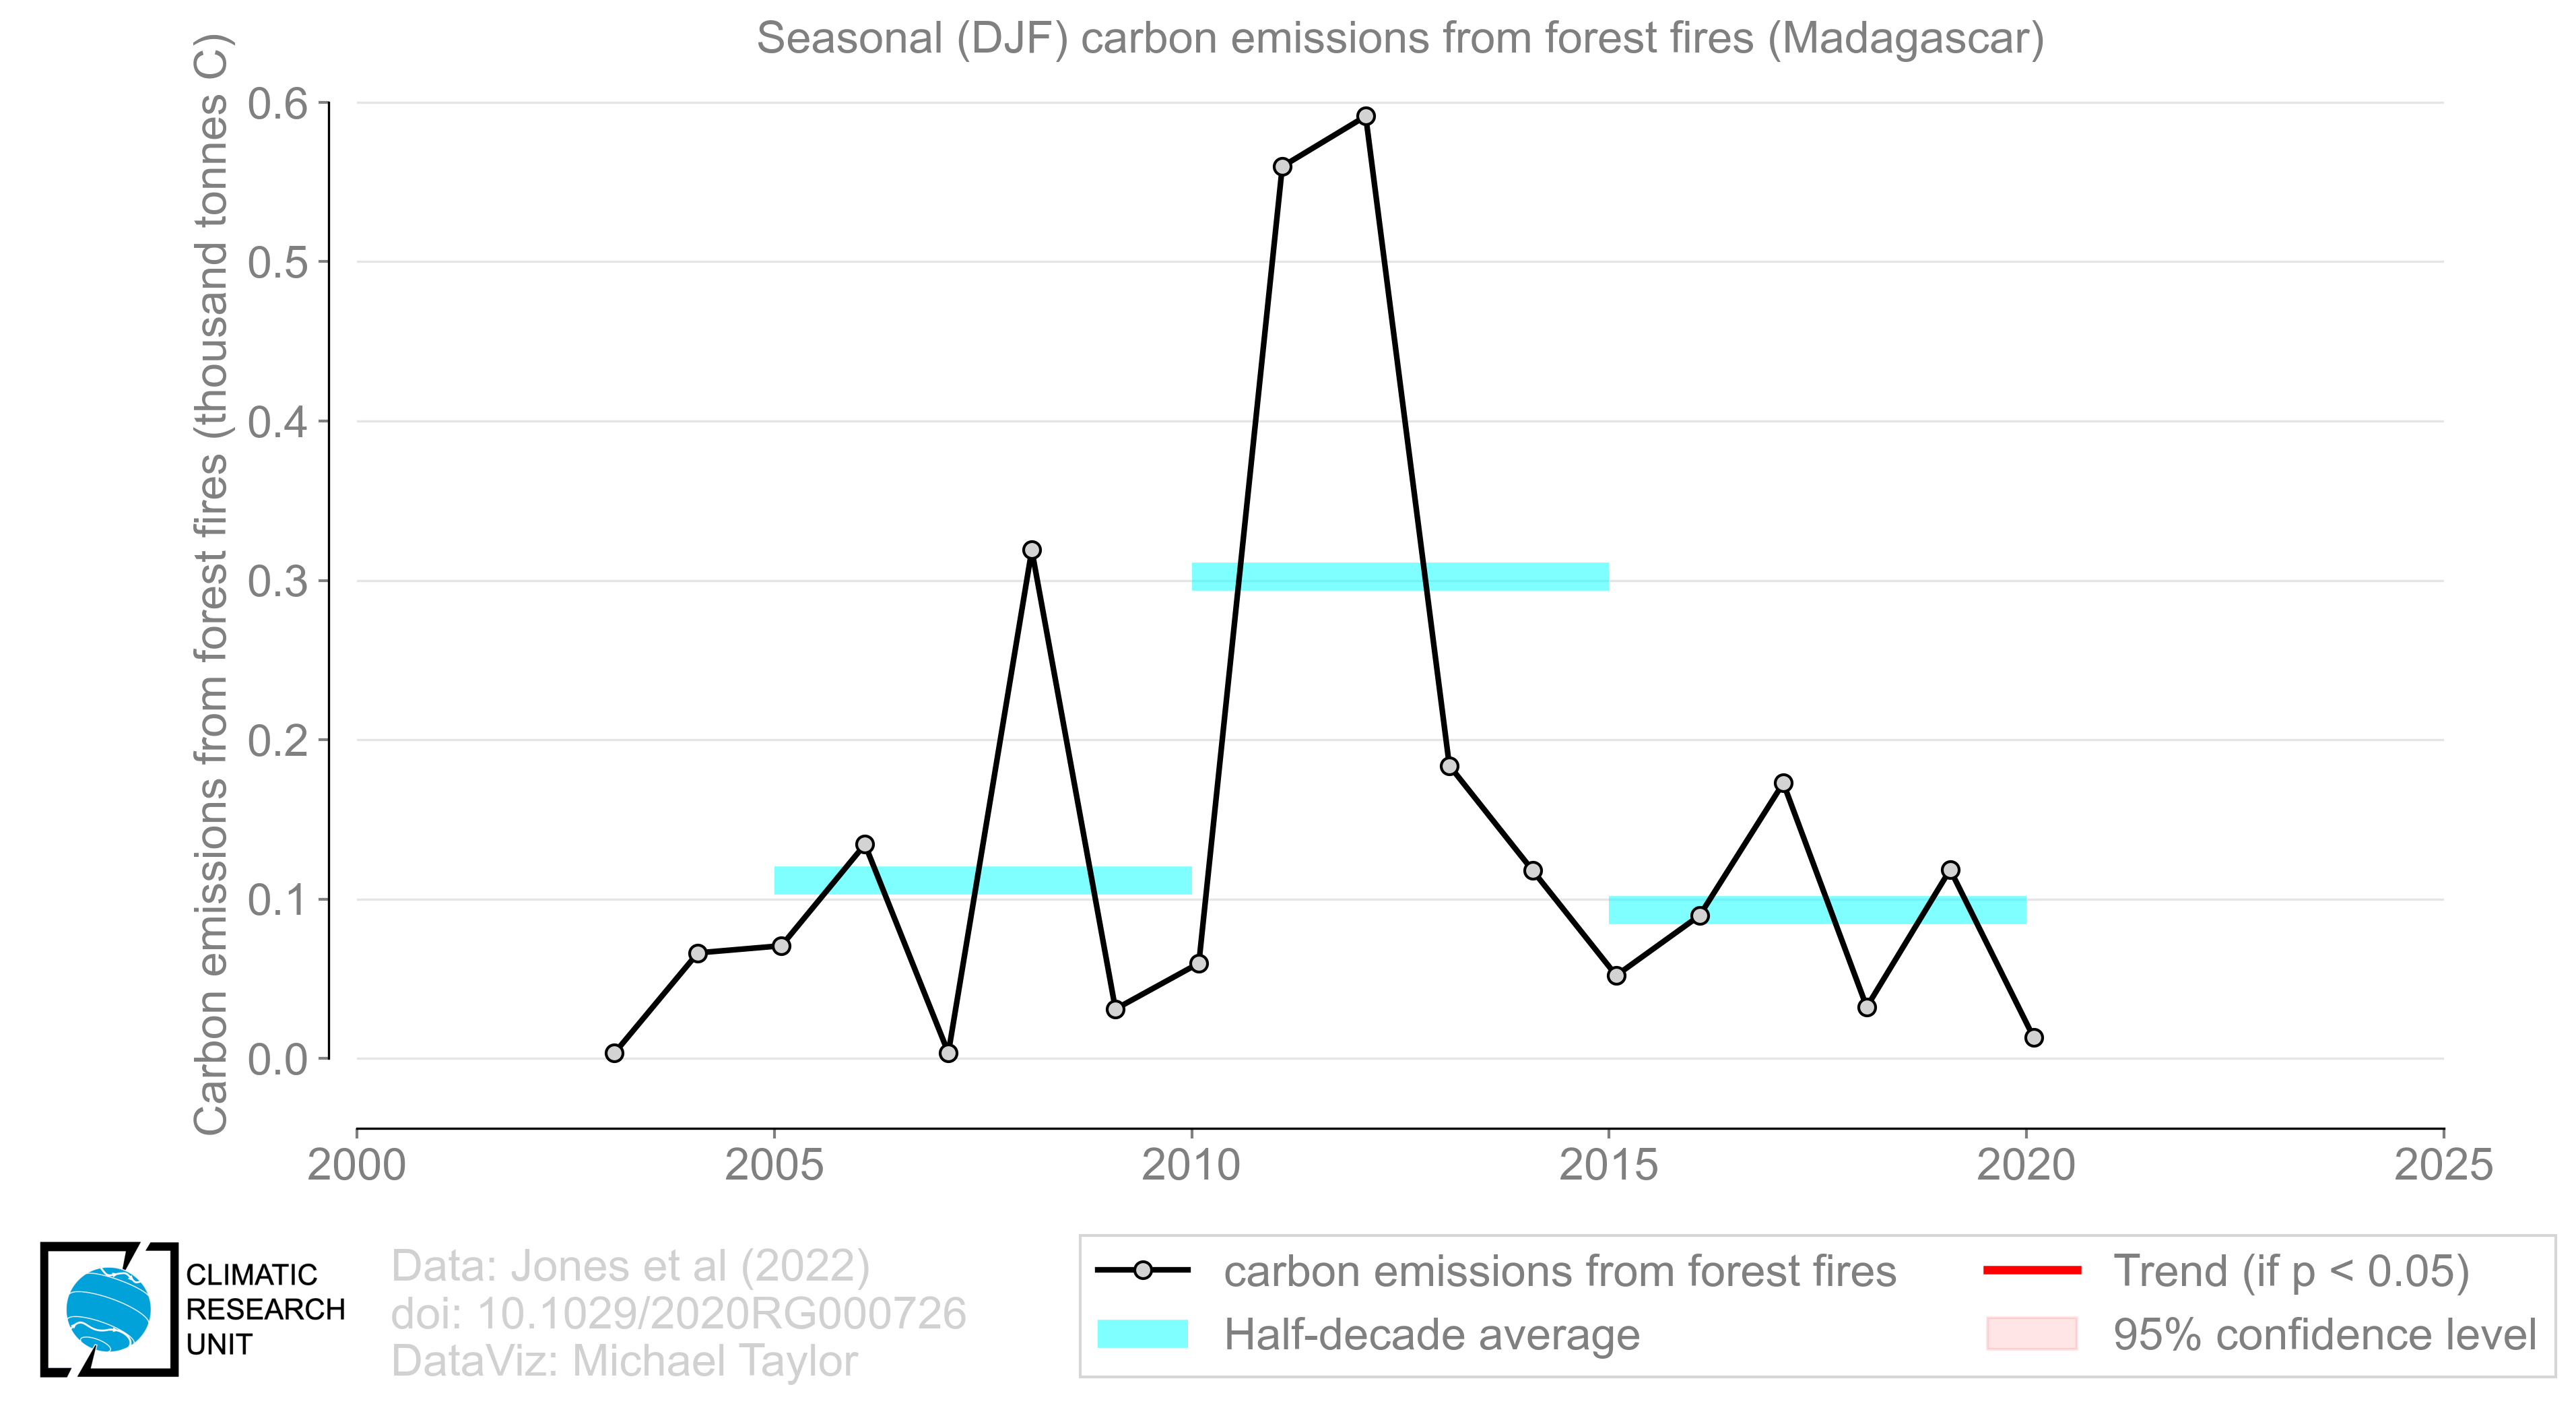 Seasonal (DJF) carbon emissions from forest fires (Madagascar)
Carbon emissions from forest fires (thousand tonnes C)
0.6
0.5
0.4
0.3
0.2
0.1
0.0
2000 2005 2010 2015 2020 2025
CLIMATIC
RESEARCH
UNIT
Data: Jones et al (2022)
doi: 10.1029/2020RG000726
DataViz: Michael Taylor
carbon emissions from forest fires
Half-decade average
Trend (if p < 0.05)
95% confidence level